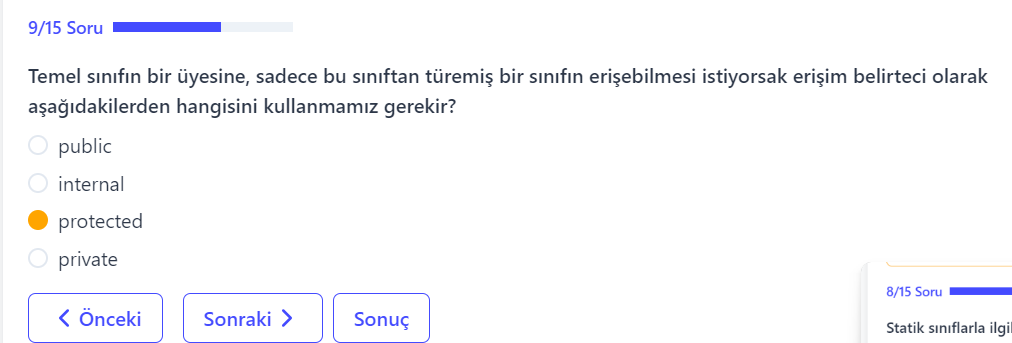 9/15 Soru
Temel sınıfın bir üyesine, sadece bu sınıftan türemiş bir sınıfın erişebilmesi istiyorsak erişim belirteci olarak
aşağıdakilerden hangisini kullanmamız gerekir?
public
internal
protected
private
Önceki
Sonraki
Sonuç
8/15 Soru
Statik sınıflarla